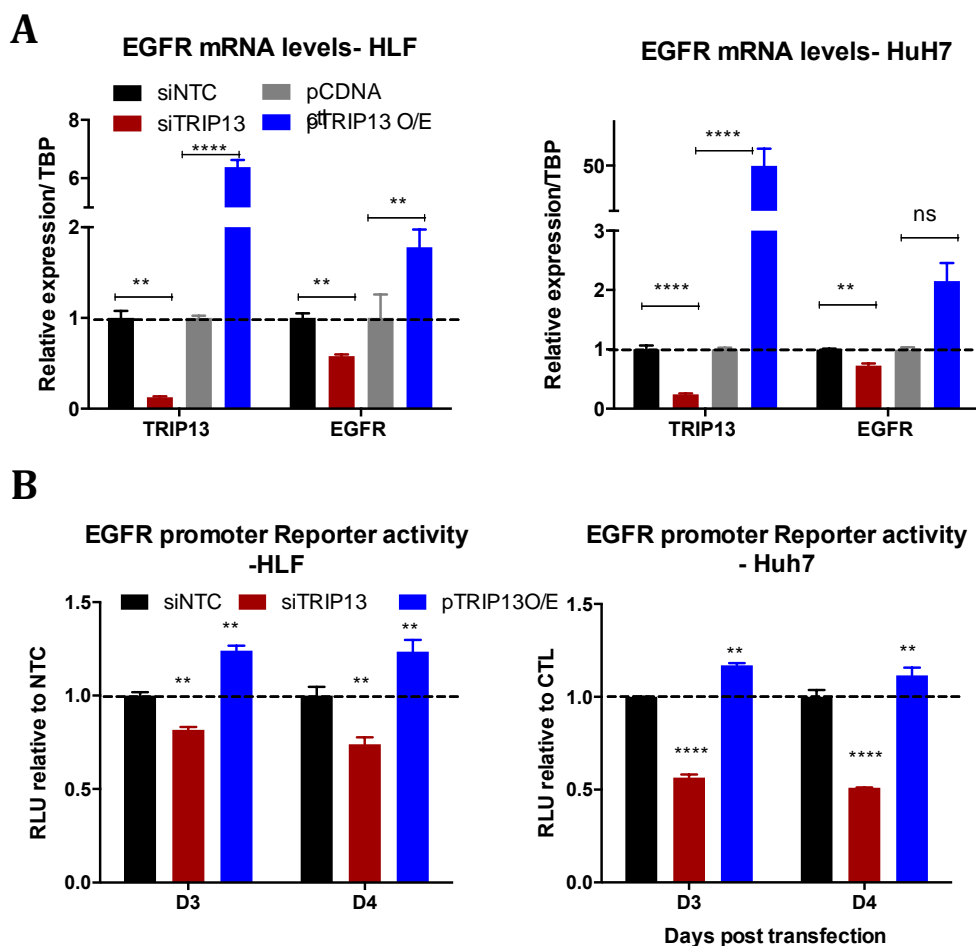 A
EGFR mRNA levels- HLF
siNTC
pCDNA
ctl
siTRIP13
pTRIP13 O/E
Relative expression/ TBP
8
6
2
1
0
****
**
**
**
TRIP13
EGFR
EGFR mRNA levels- HuH7
Relative expression/TBP
50
3
2
1
0
****
ns
****
**
TRIP13
EGFR
B
EGFR promoter Reporter activity
-HLF
siNTC
siTRIP13
pTRIP13O/E
RLU relative to NTC
1.5
1.0
0.5
0.0
**
**
**
**
D3
D4
EGFR promoter Reporter activity
- Huh7
RLU relative to CTL
1.5
1.0
0.5
0.0
**
**
****
****
D3
D4
Days post transfection